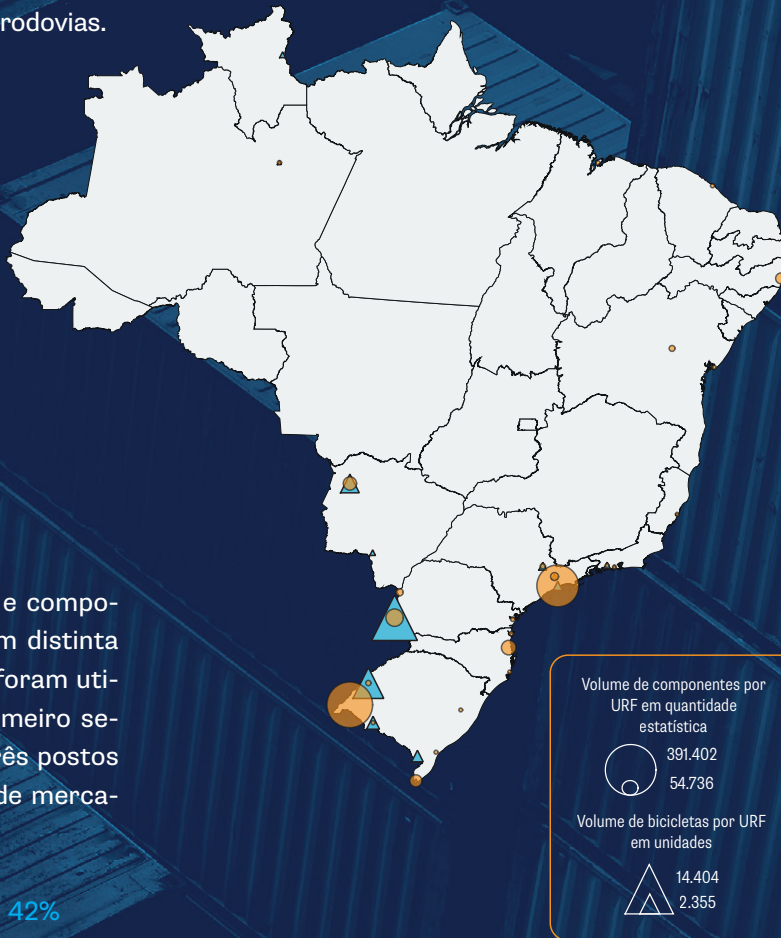 rodovias.
e compo-
m distinta
foram uti-
meiro se-
rês postos
de merca-
42%
Volume de componentes por
URF em quantidade
estatística
391.402
54.736
Volume de bicicletas por URF
em unidades
14.404
2.355